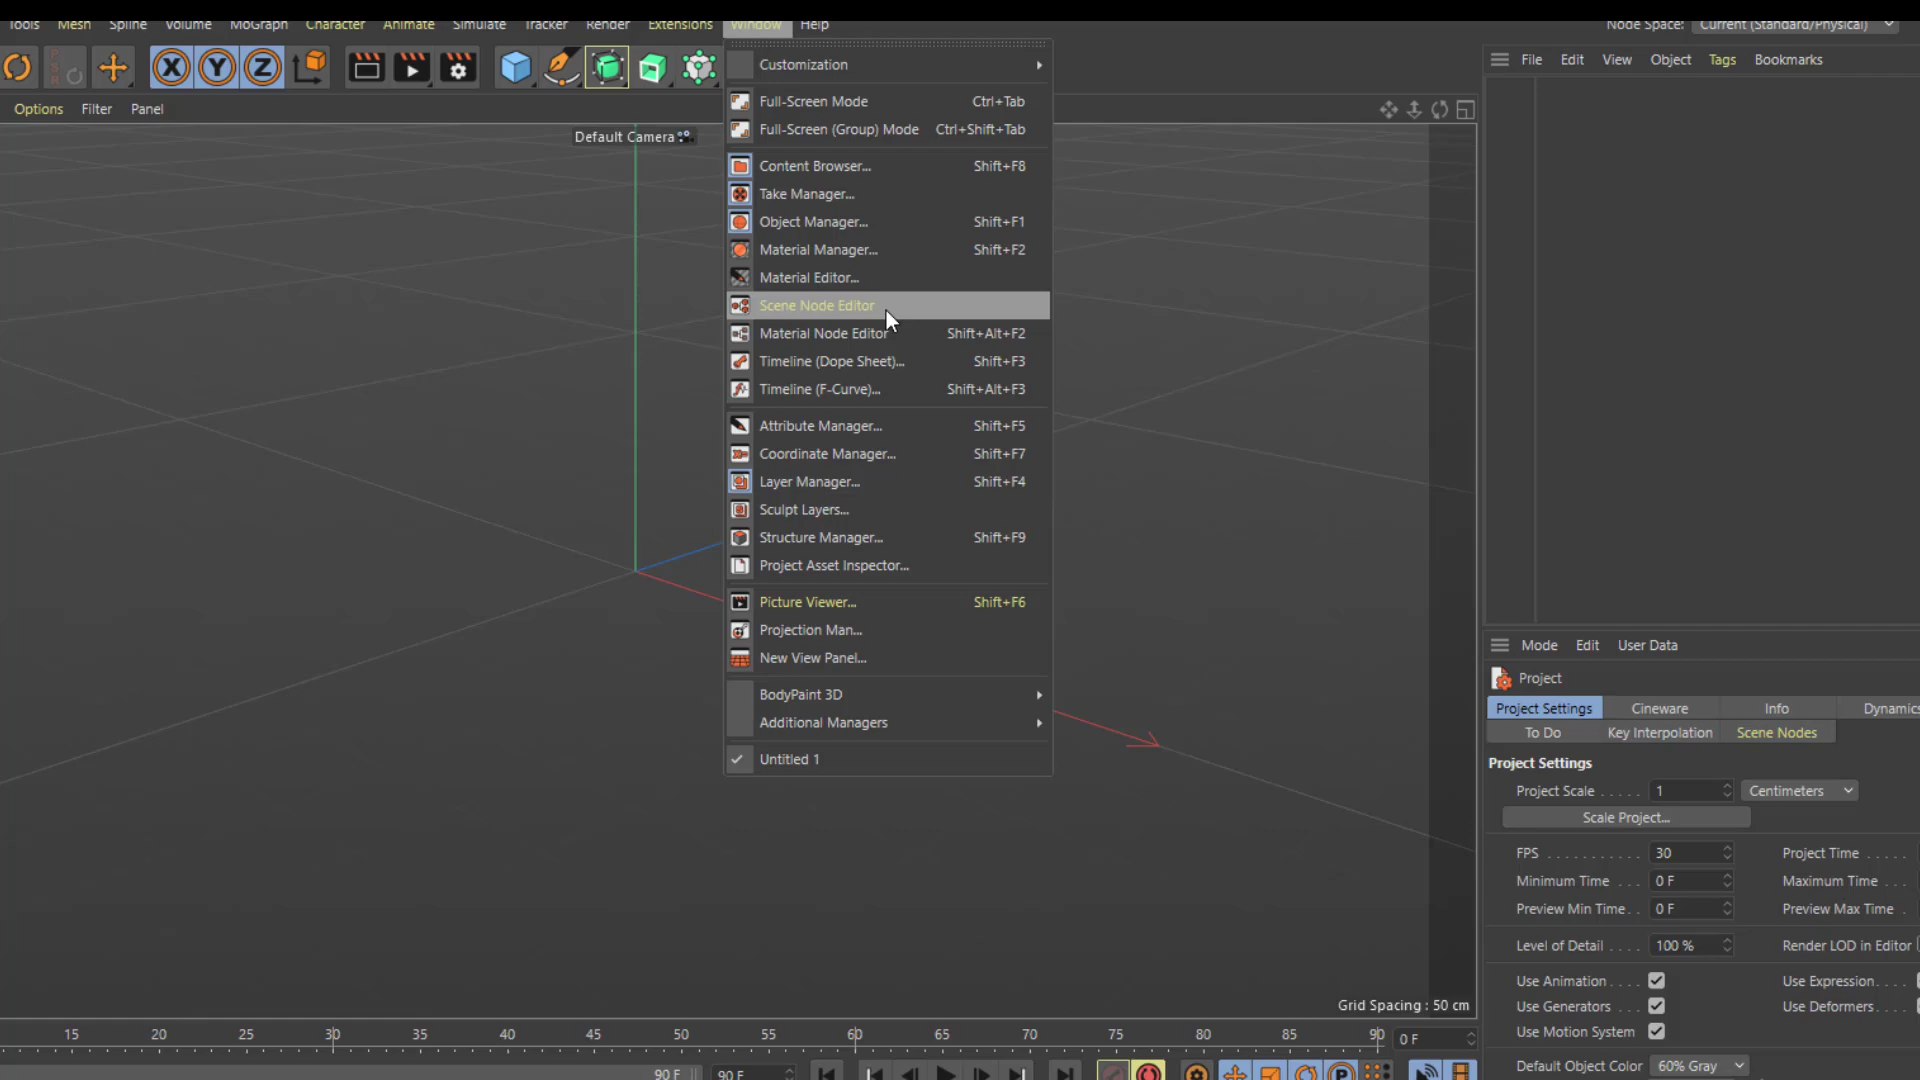 Tools Mesh Spline Volume MoGraph Character Animate Simulate Tracker Render Extensions Window Help
Node Space: Current (Standard/Physical)
File Edit View Object Tags Bookmarks
Options Filter Panel
Default Camera
Customization
Full-Screen Mode Ctrl+Tab
Full-Screen (Group) Mode Ctrl+Shift+Tab
Content Browser... Shift+F8
Take Manager...
Object Manager... Shift+F1
Material Manager... Shift+F2
Material Editor...
Scene Node Editor
Material Node Editor Shift+Alt+F2
Timeline (Dope Sheet)... Shift+F3
Timeline (F-Curve)... Shift+Alt+F3
Attribute Manager... Shift+F5
Coordinate Manager... Shift+F7
Layer Manager... Shift+F4
Sculpt Layers...
Structure Manager... Shift+F9
Project Asset Inspector...
Picture Viewer... Shift+F6
Projection Man...
New View Panel...
BodyPaint 3D
Additional Managers
Untitled 1
X Y Z
Grid Spacing : 50 cm
Mode Edit User Data
Project
Project Settings Cineware Info Dynamics
To Do Key Interpolation Scene Nodes
Project Settings
Project Scale . . . . . 1 Centimeters
Scale Project...
FPS . . . . . . . . . . . 30 Project Time . . . . .
Minimum Time . . . 0 F Maximum Time . . .
Preview Min Time . . 0 F Preview Max Time .
Level of Detail . . . . 100 % Render LOD in Editor
Use Animation . . . . Use Expression . . . .
Use Generators . . . . Use Deformers . . . .
Use Motion System
Default Object Color 60% Gray
15 20 25 30 35 40 45 50 55 60 65 70 75 80 85 90 0 F
90 F 90 F
P